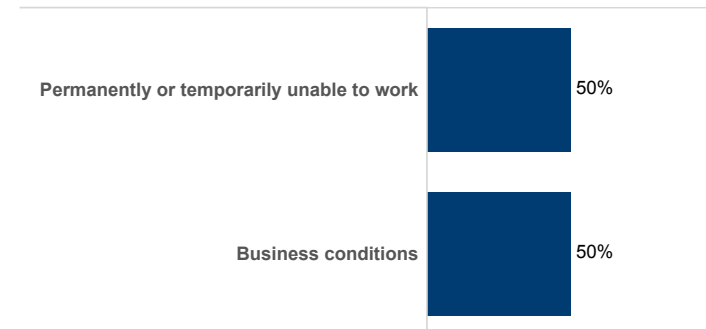 Permanently or temporarily unable to work
50%
Business conditions
50%